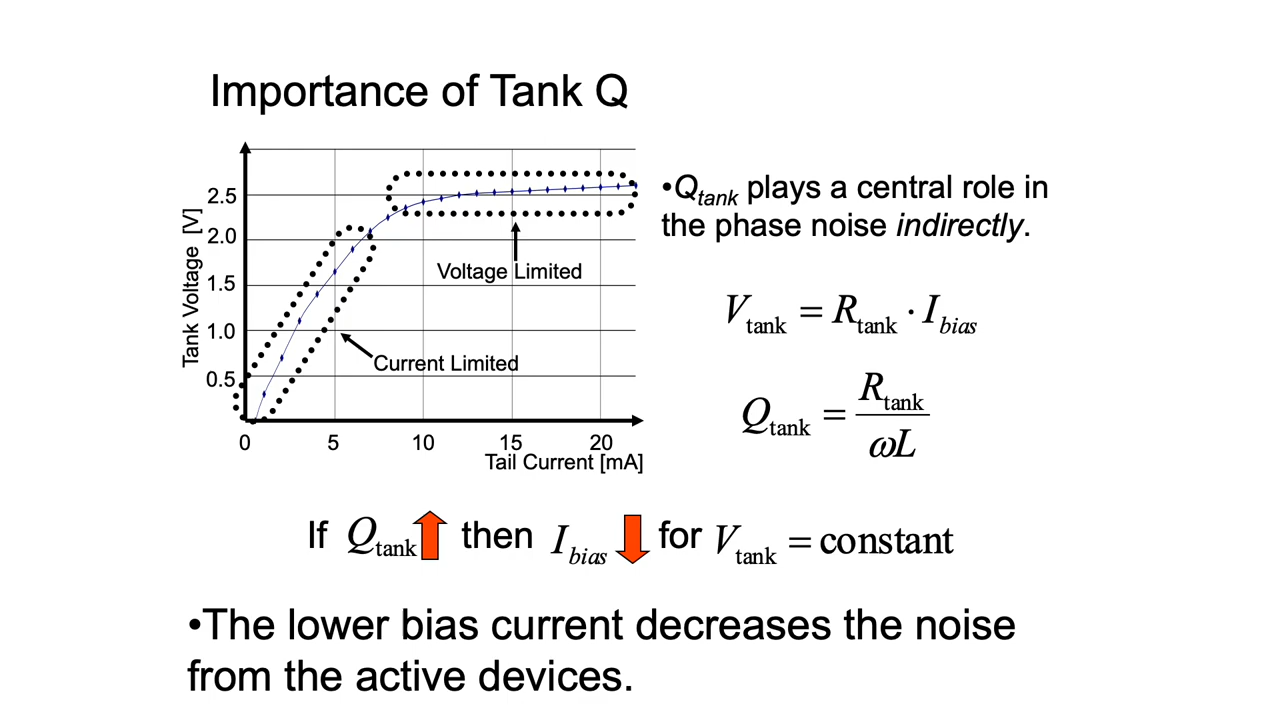 Importance of Tank Q
Tank Voltage [V]
2.5
2.0
1.5
1.0
0.5
0 5 10 15 20
Tail Current [mA]
Voltage Limited
Current Limited
•Qtank plays a central role in
the phase noise indirectly.
Vtank = Rtank · Ibias
Qtank = Rtank / ωL
If Qtank then Ibias for Vtank = constant
•The lower bias current decreases the noise
from the active devices.